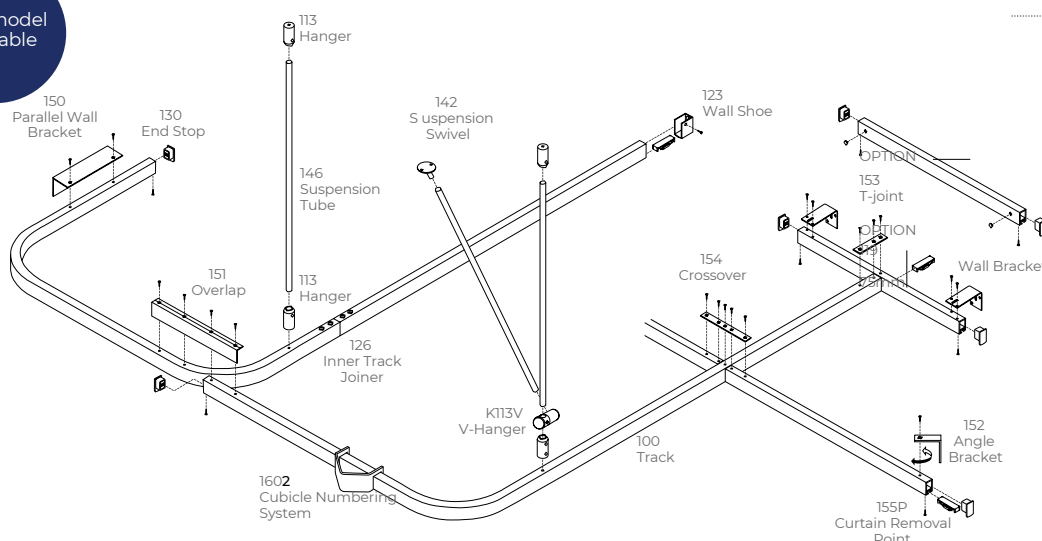 model
able
113
Hanger
150
Parallel Wall
Bracket
130
End Stop
142
S uspension
Swivel
123
Wall Shoe
146
Suspension
Tube
OPTION
153
T-joint
OPTION
75mm
Wall Bracket
151
Overlap
113
Hanger
154
Crossover
126
Inner Track
Joiner
K113V
V-Hanger
100
Track
152
Angle
Bracket
1602
Cubicle Numbering
System
155P
Curtain Removal
Point